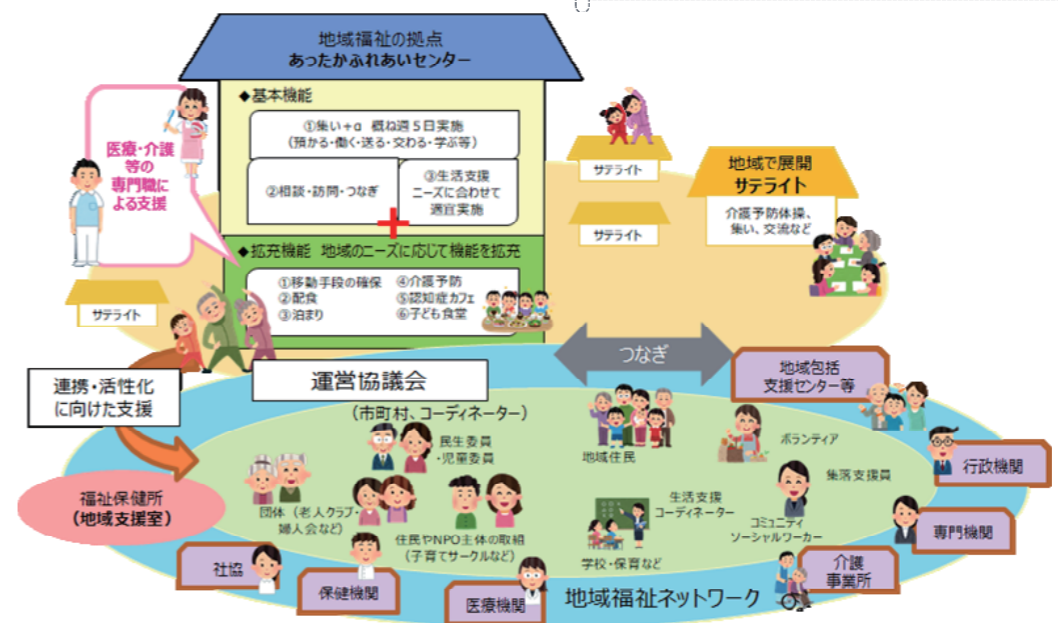 地域福祉の拠点
あったかふれあいセンター
◆基本機能
①集い+α 概ね週５日実施
(預かる・働く・送る・交わる・学ぶ等)
②相談・訪問・つなぎ
③生活支援
ニーズに合わせて
適宜実施
医療・介護
等の
専門職に
よる支援
◆拡充機能 地域のニーズに応じて機能を拡充
①移動手段の確保
②配食
③泊まり
④介護予防
⑤認知症カフェ
⑥子ども食堂
サテライト
サテライト
サテライト
地域で展開
サテライト
介護予防体操、
集い、交流など
つなぎ
連携・活性化
に向けた支援
運営協議会
(市町村、コーディネーター)
地域包括
支援センター等
民生委員
・児童委員
地域住民
ボランティア
行政機関
集落支援員
福祉保健所
(地域支援室)
団体（老人クラブ・
婦人会など）
住民やNPO主体の取組
(子育てサークルなど)
生活支援
コーディネーター
コミュニティ
ソーシャルワーカー
学校・保育など
専門機関
社協
保健機関
医療機関
介護
事業所
地域福祉ネットワーク